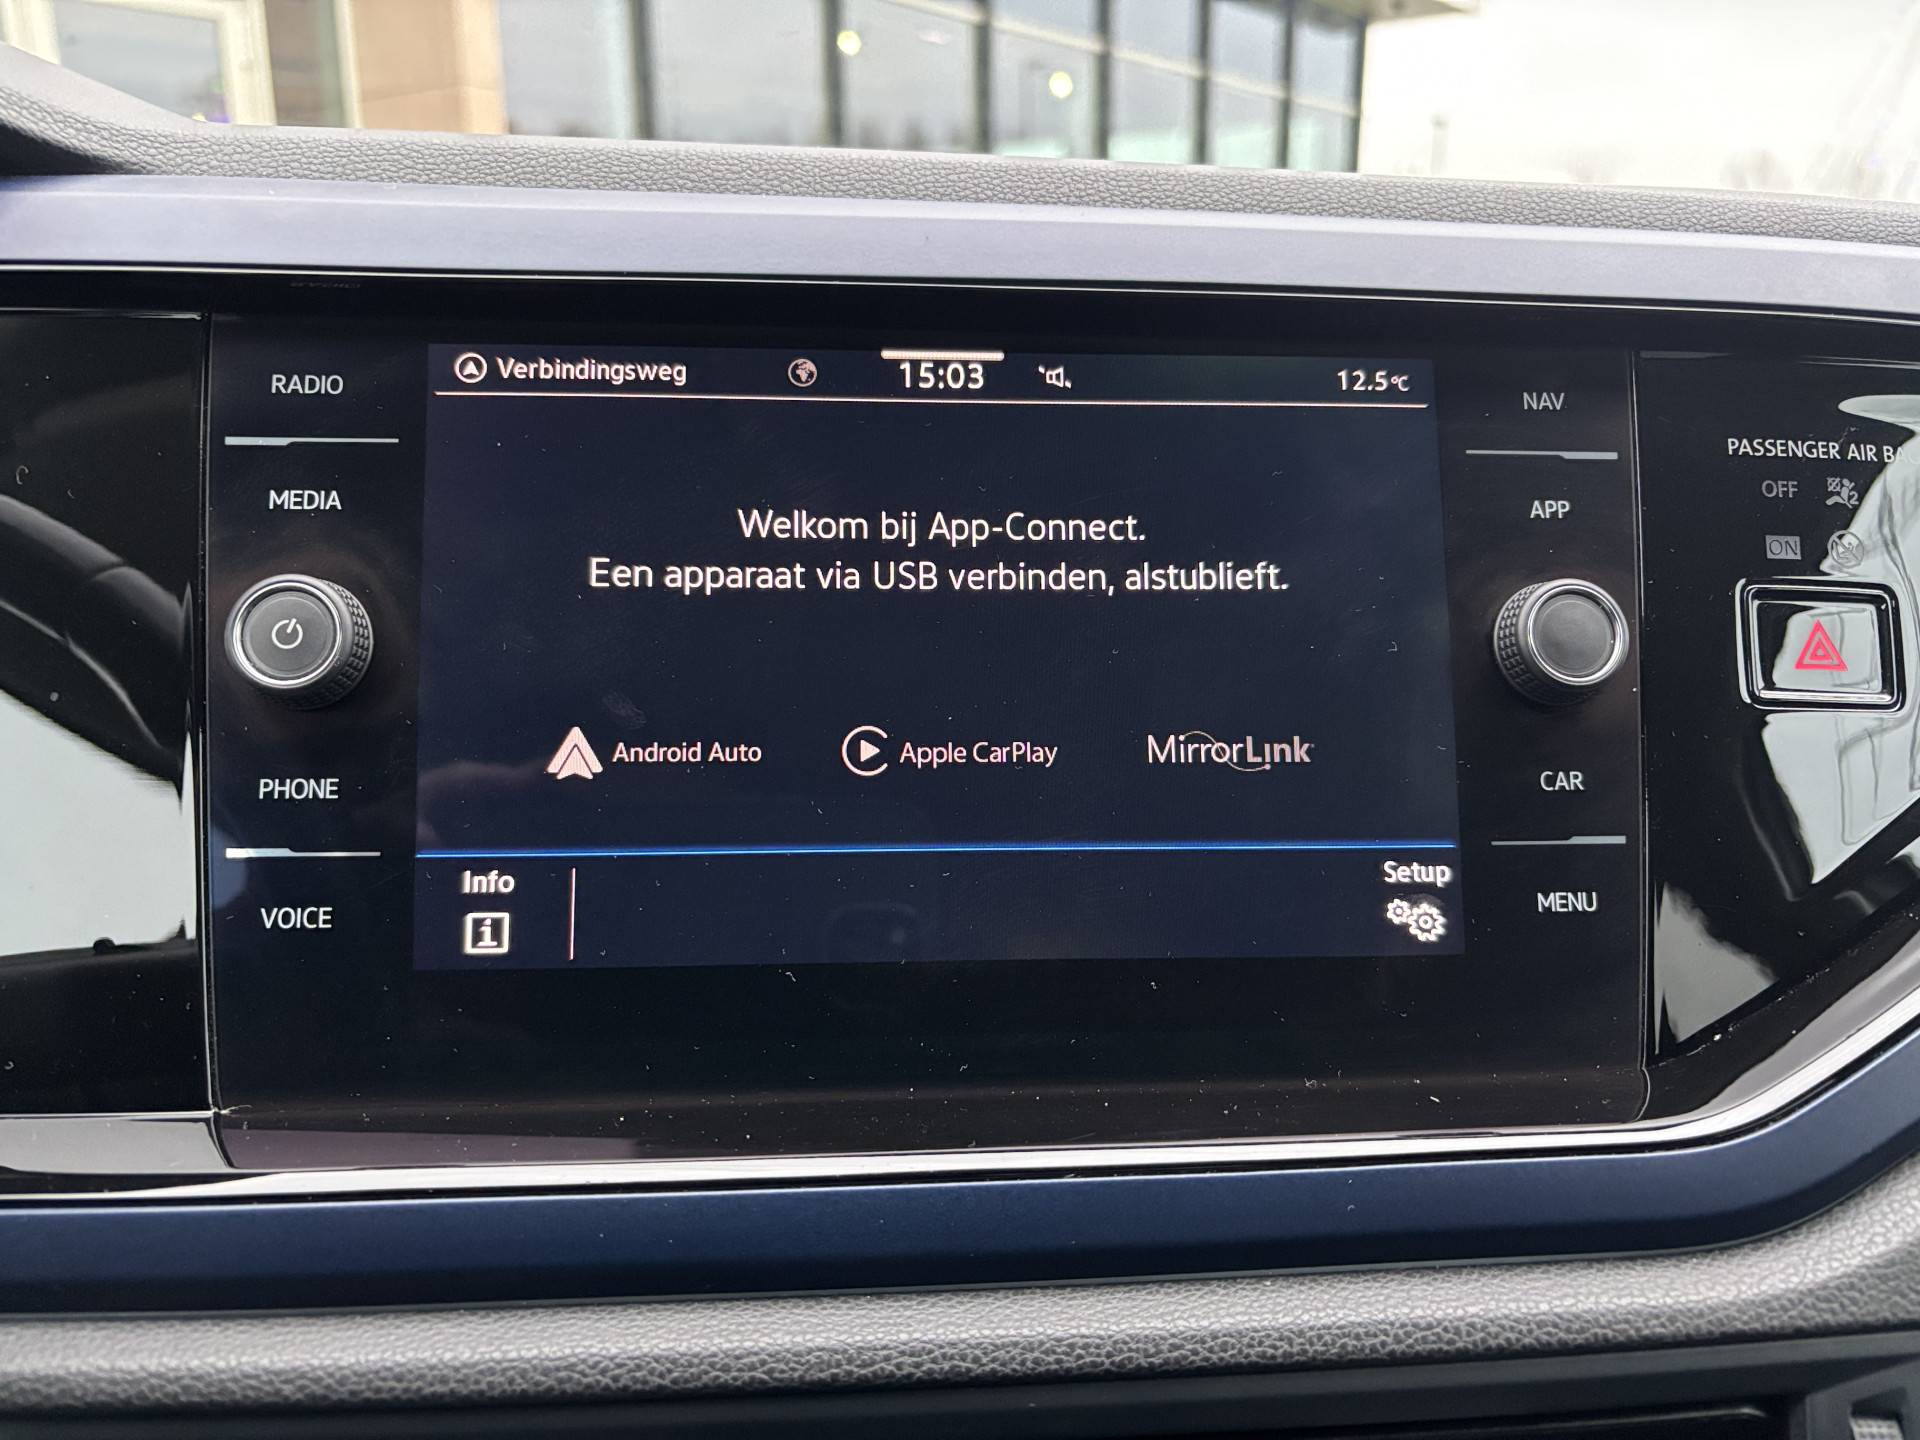 RADIO
MEDIA
PHONE
VOICE
Verbindingsweg
15:03
12.5°C
Welkom bij App-Connect.
Een apparaat via USB verbinden, alstublieft.
Android Auto
Apple CarPlay
MirrorLink
Info
Setup
NAV
APP
CAR
MENU
PASSENGER AIR
OFF
ON